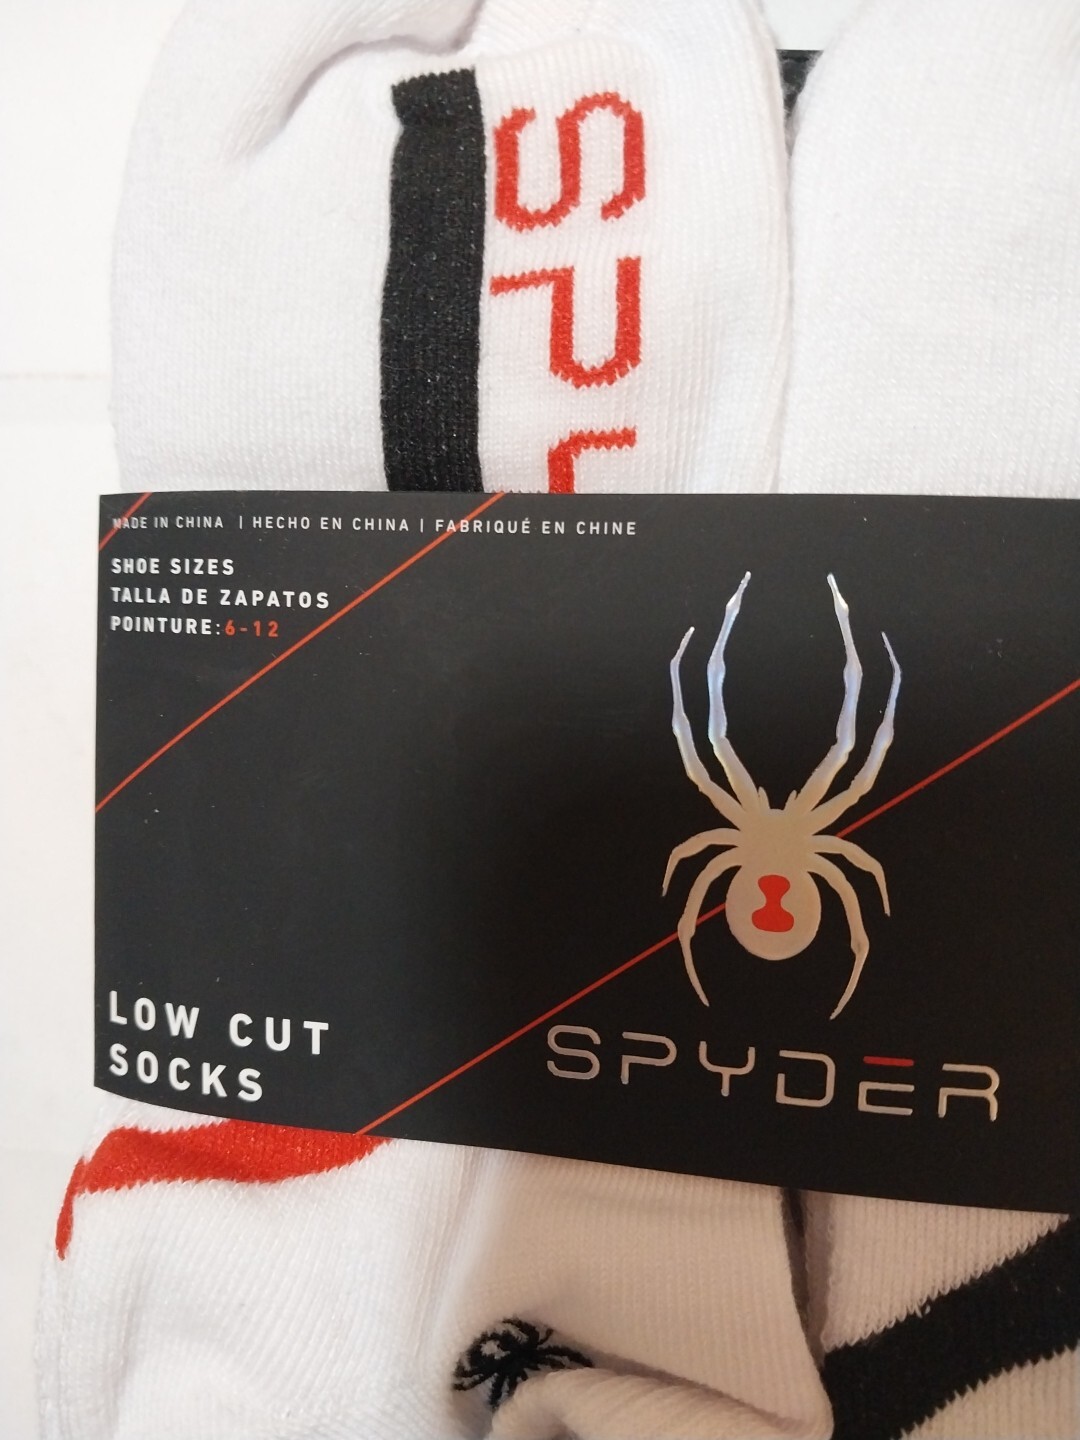 SPY
MADE IN CHINA | HECHO EN CHINA | FABRIQUÉ EN CHINE
SHOE SIZES
TALLA DE ZAPATOS
POINTURE: 6-12
LOW CUT
SOCKS
SPYDER